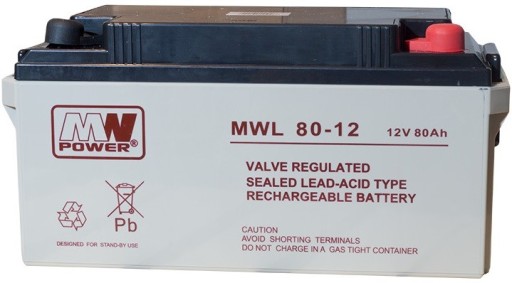 MW
POWER®
MWL 80-12 12V 80Ah
VALVE REGULATED
SEALED LEAD-ACID TYPE
RECHARGEABLE BATTERY
Pb
DESIGNED FOR STAND-BY USE
CAUTION
AVOID SHORTING TERMINALS
DO NOT CHARGE IN A GAS TIGHT CONTAINER